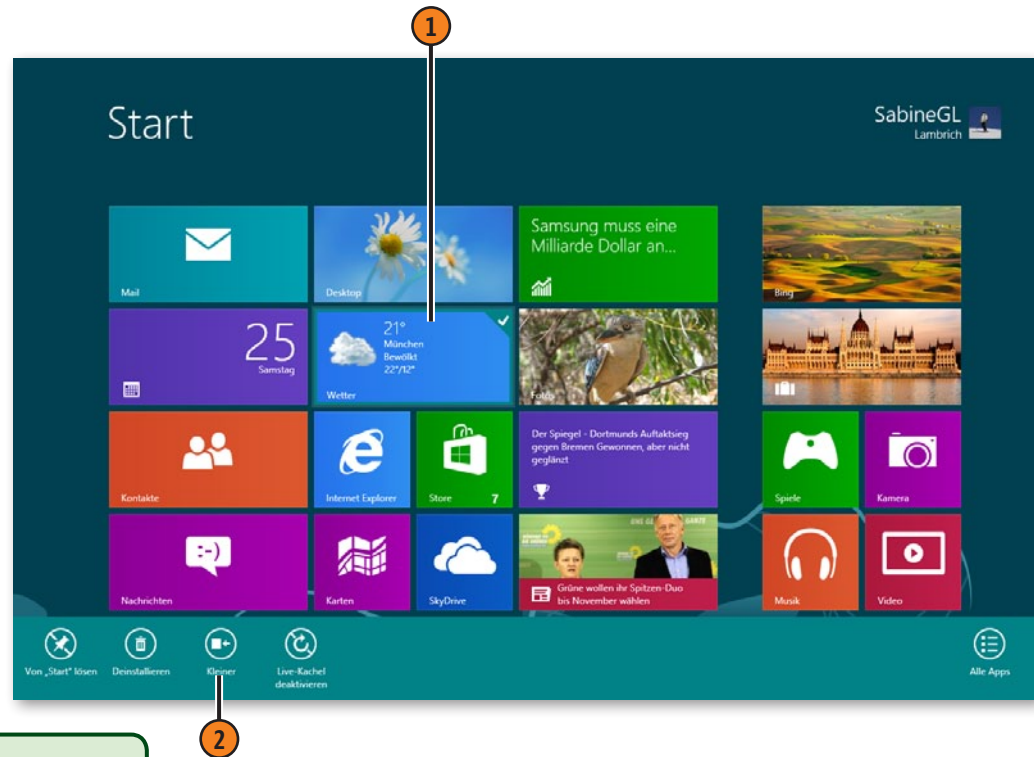 1
Start
SabineGL
Lambrich
Mail
Desktop
Samsung muss eine
Milliarde Dollar an...
Bing
25
Samstag
21°
München
Bewölkt
22°/12°
Wetter
Fotos
Kontakte
Internet Explorer
Store
7
Der Spiegel - Dortmunds Auftaktsieg
gegen Bremen Gewonnen, aber nicht
geglänzt
Spiele
Kamera
Nachrichten
:-)
Karten
SkyDrive
Grüne wollen ihr Spitzen-Duo
bis November wählen
Musik
Video
Von „Start" lösen
Deinstallieren
Kleiner
Live-Kachel
deaktivieren
Alle Apps
2